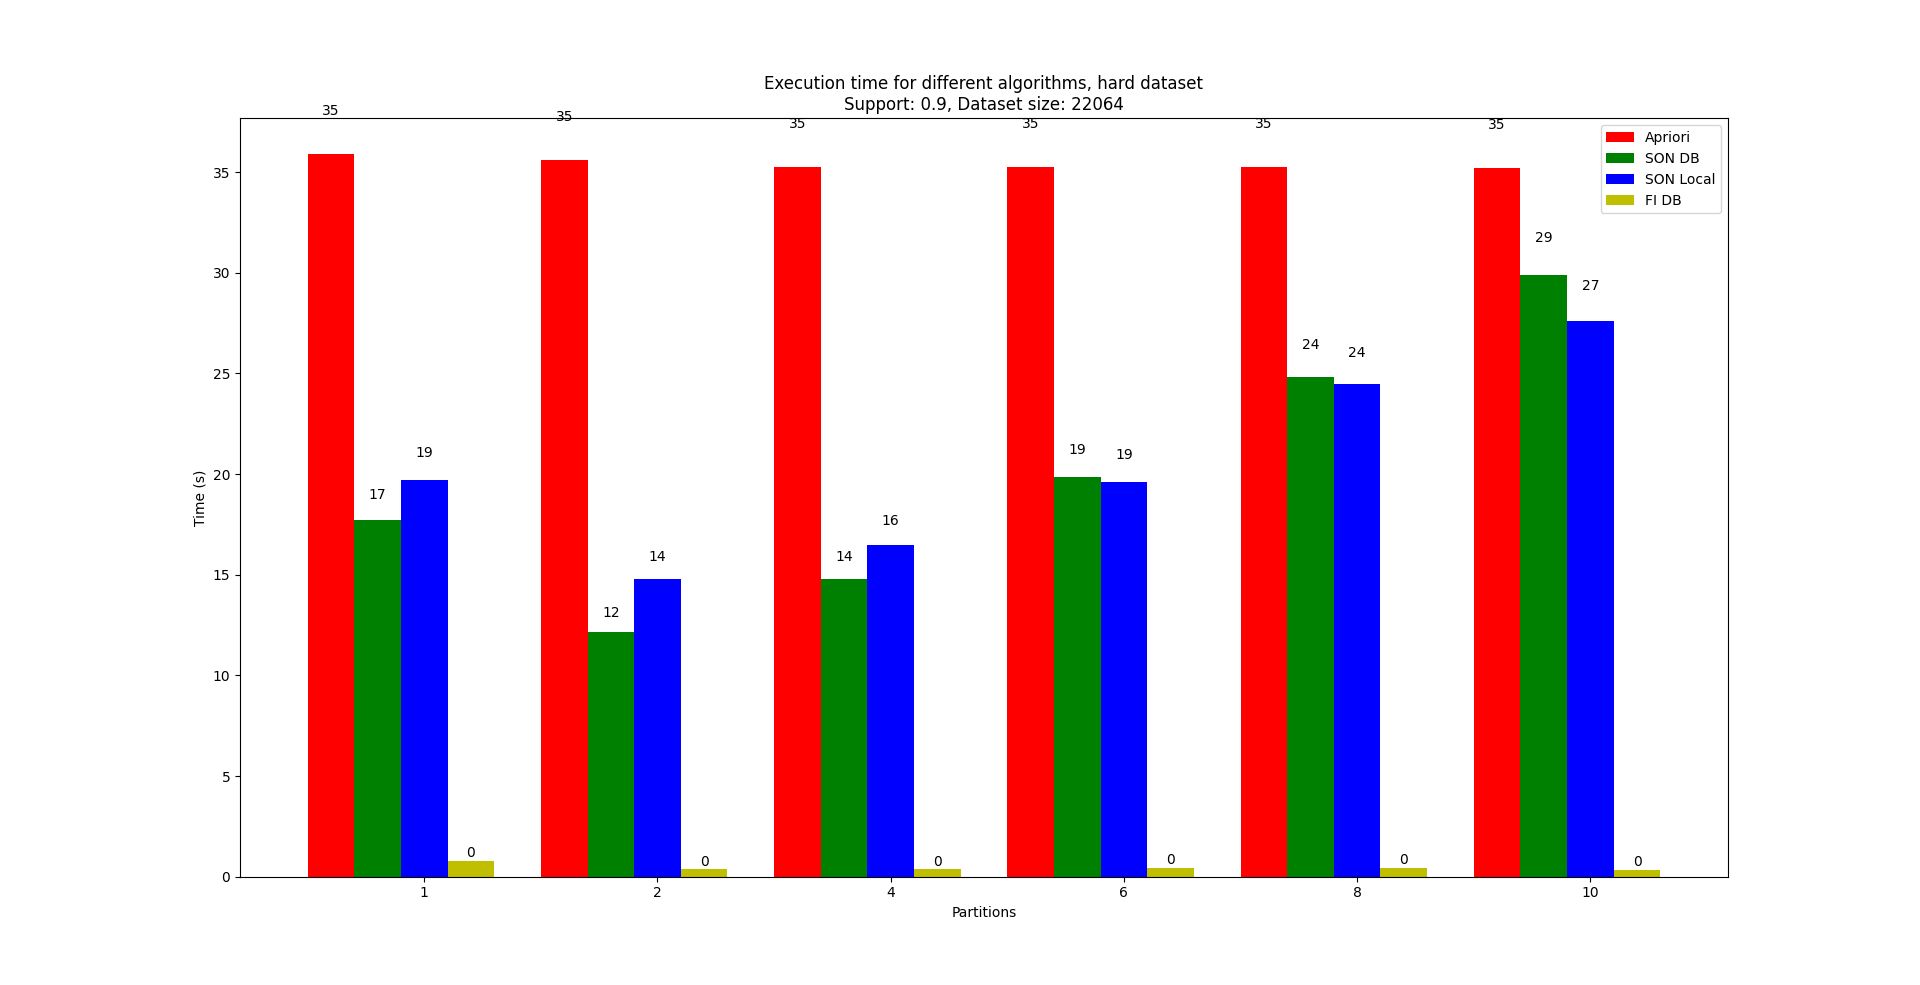 Execution time for different algorithms, hard dataset
Support: 0.9, Dataset size: 22064
35 35 35 35 35 35
Apriori
SON DB
SON Local
FI DB
35
30
25
20
15
10
5
0
Time (s)
17 19 0
12 14 0
14 16 0
19 19 0
24 24 0
29 27 0
1 2 4 6 8 10
Partitions